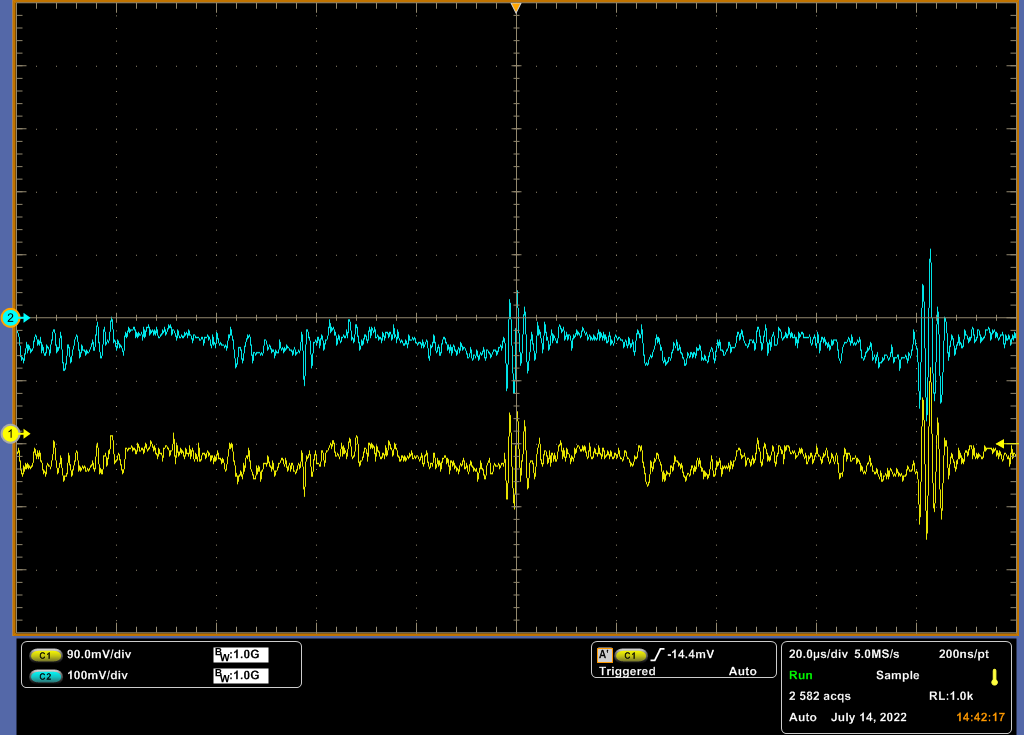 2
1
C1 90.0mV/div BW:1.0G
C2 100mV/div BW:1.0G
A' C1 -14.4mV
Triggered Auto
20.0µs/div 5.0MS/s 200ns/pt
Run Sample
2 582 acqs RL:1.0k
Auto July 14, 2022 14:42:17